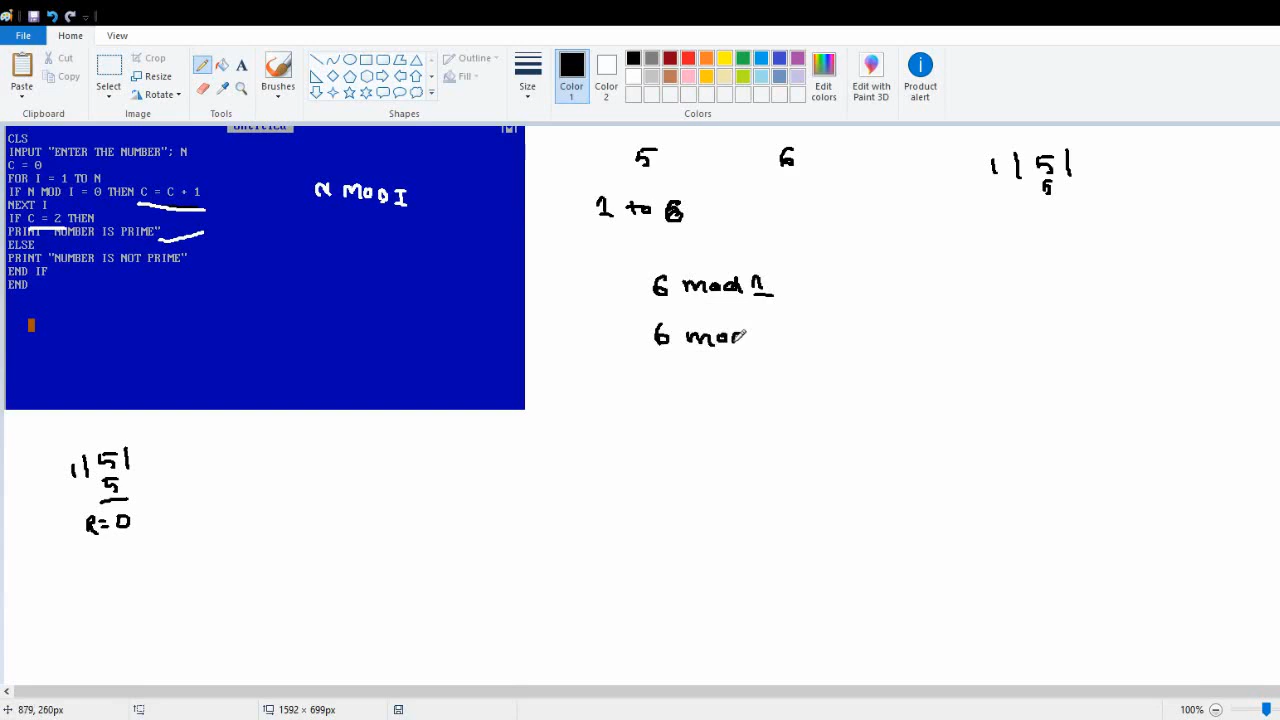 File Home View
Paste
Cut
Copy
Clipboard
Select
Crop
Resize
Rotate
Image
A
Tools
Brushes
Shapes
Outline
Fill
Size
Color 1
Color 2
Colors
Edit colors
Edit with Paint 3D
Product alert
Untitled
CLS
INPUT "ENTER THE NUMBER"; N
C = 0
FOR I = 1 TO N
IF N MOD I = 0 THEN C = C + 1
NEXT I
IF C = 2 THEN
PRINT "NUMBER IS PRIME"
ELSE
PRINT "NUMBER IS NOT PRIME"
END IF
END
N MOD I
5 6
1 to 6
6 mod 1
6 mod
1 5
5
1 5
5
R = 0
879, 260px
1592 × 699px
100%